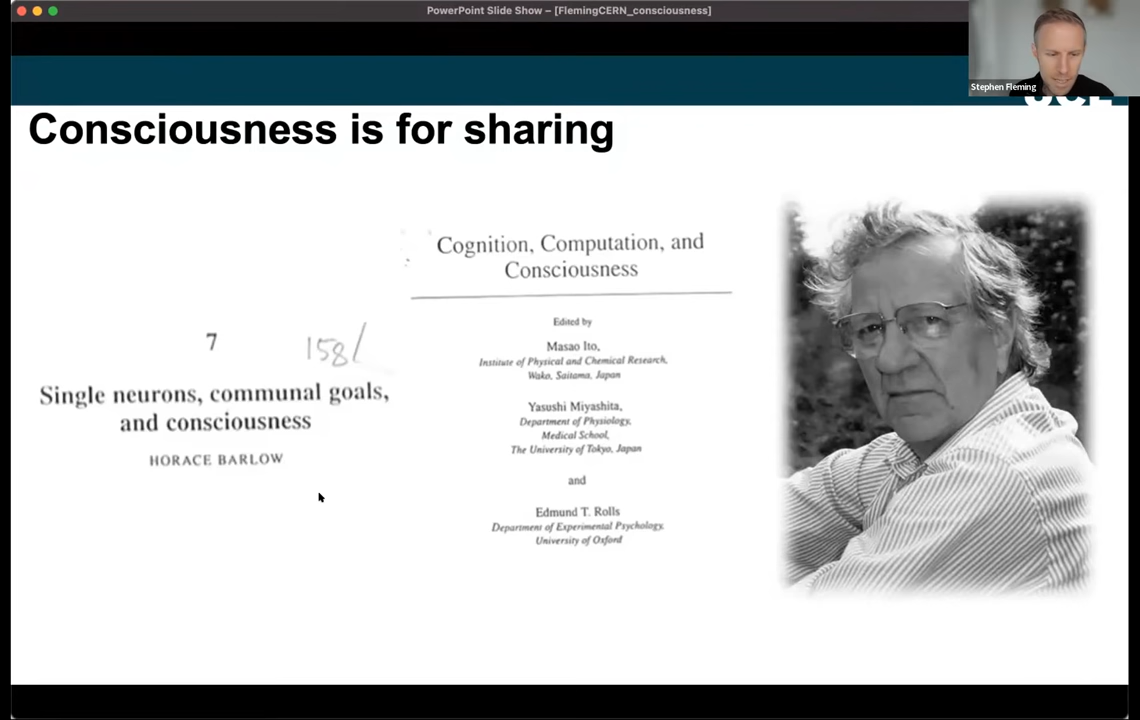 PowerPoint Slide Show – [FlemingCERN_consciousness]
Stephen Fleming
Consciousness is for sharing
7
158/
Single neurons, communal goals,
and consciousness
HORACE BARLOW
Cognition, Computation, and
Consciousness
Edited by
Masao Ito,
Institute of Physical and Chemical Research,
Wako, Saitama, Japan
Yasushi Miyashita,
Department of Physiology,
Medical School,
The University of Tokyo, Japan
and
Edmund T. Rolls
Department of Experimental Psychology,
University of Oxford